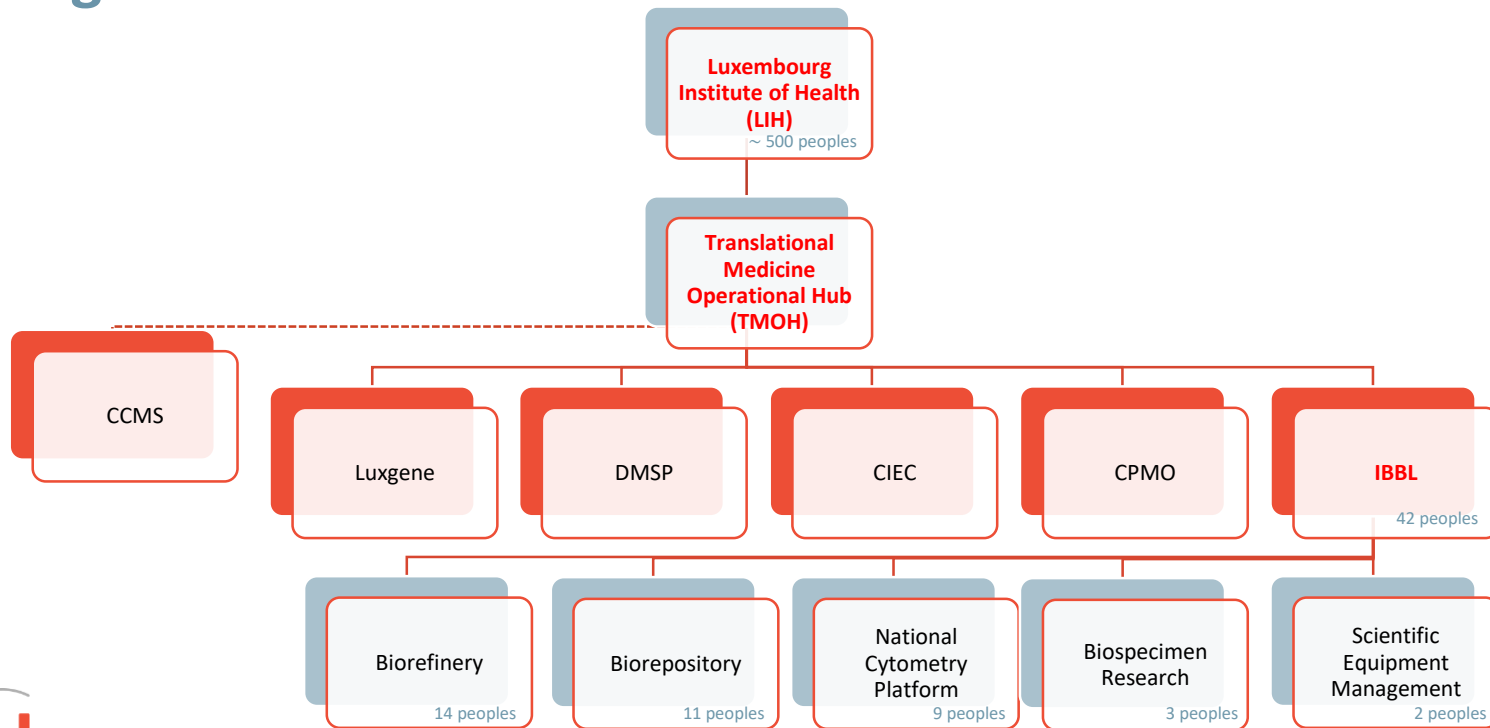 g
Luxembourg
Institute of Health
(LIH)
~ 500 peoples
Translational
Medicine
Operational Hub
(TMOH)
CCMS
Luxgene
DMSP
CIEC
CPMO
IBBL
42 peoples
Biorefinery
14 peoples
Biorepository
11 peoples
National
Cytometry
Platform
9 peoples
Biospecimen
Research
3 peoples
Scientific
Equipment
Management
2 peoples